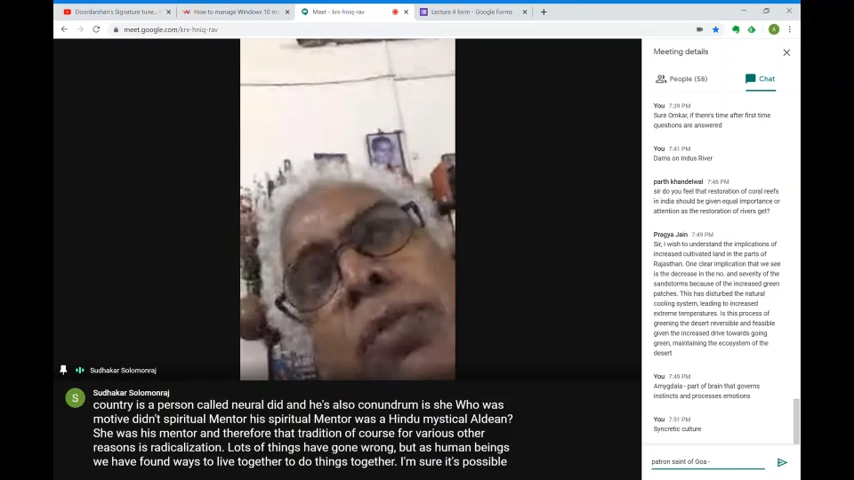 Doordarshan's Signature tune...
How to manage Windows 10 m
Meet - krx-hniq-rav
Lecture 4 form - Google Forms
meet.google.com/krx-hniq-rav
A
Meeting details
People (58)
Chat
You 7:39 PM
Sure Omkar, if there's time after first time
questions are answered
You 7:41 PM
Dams on Indus River
parth khandelwal 7:46 PM
sir do you feel that restoration of coral reefs
in india should be given equal importance or
attention as the restoration of rivers get?
Pragya Jain 7:49 PM
Sir, I wish to understand the implications of
increased cultivated land in the parts of
Rajasthan. One clear implication that we see
is the decrease in the no. and severity of the
sandstorms because of the increased green
patches. This has disturbed the natural
cooling system, leading to increased
extreme temperatures. Is this process of
greening the desert reversible and feasible
given the increased drive towards going
green, maintaining the ecosystem of the
desert
You 7:49 PM
Amygdala - part of brain that governs
instincts and processes emotions
You 7:51 PM
Syncretic culture
patron saint of Goa -
Sudhakar Solomonraj
S
Sudhakar Solomonraj
country is a person called neural did and he's also conundrum is she Who was
motive didn't spiritual Mentor his spiritual Mentor was a Hindu mystical Aldean?
She was his mentor and therefore that tradition of course for various other
reasons is radicalization. Lots of things have gone wrong, but as human beings
we have found ways to live together to do things together. I'm sure it's possible